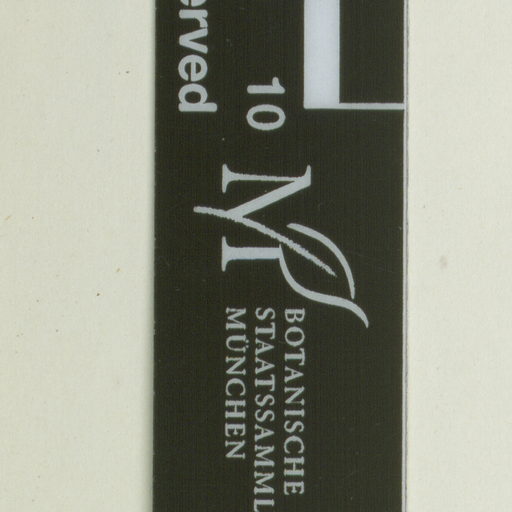 erved
10
M
BOTANISCHE
STAATSSAMML
MÜNCHEN